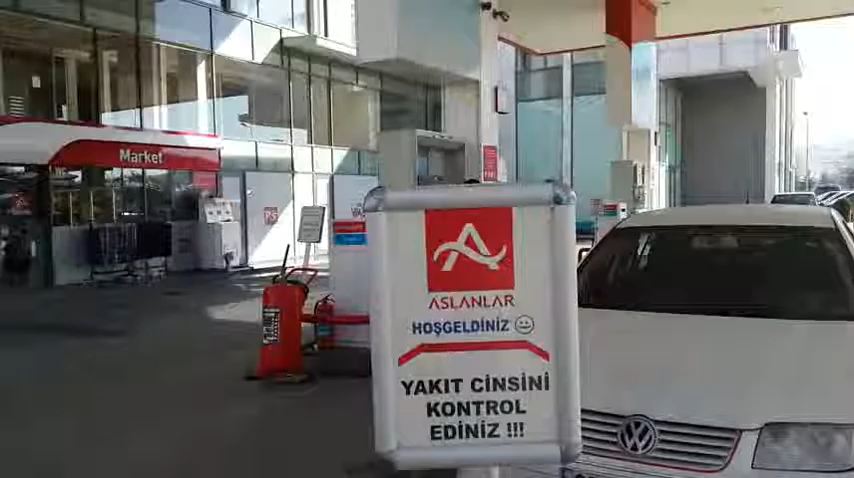 Market
ASLANLAR
HOŞGELDİNİZ
YAKIT CİNSİNİ
KONTROL
EDİNİZ !!!